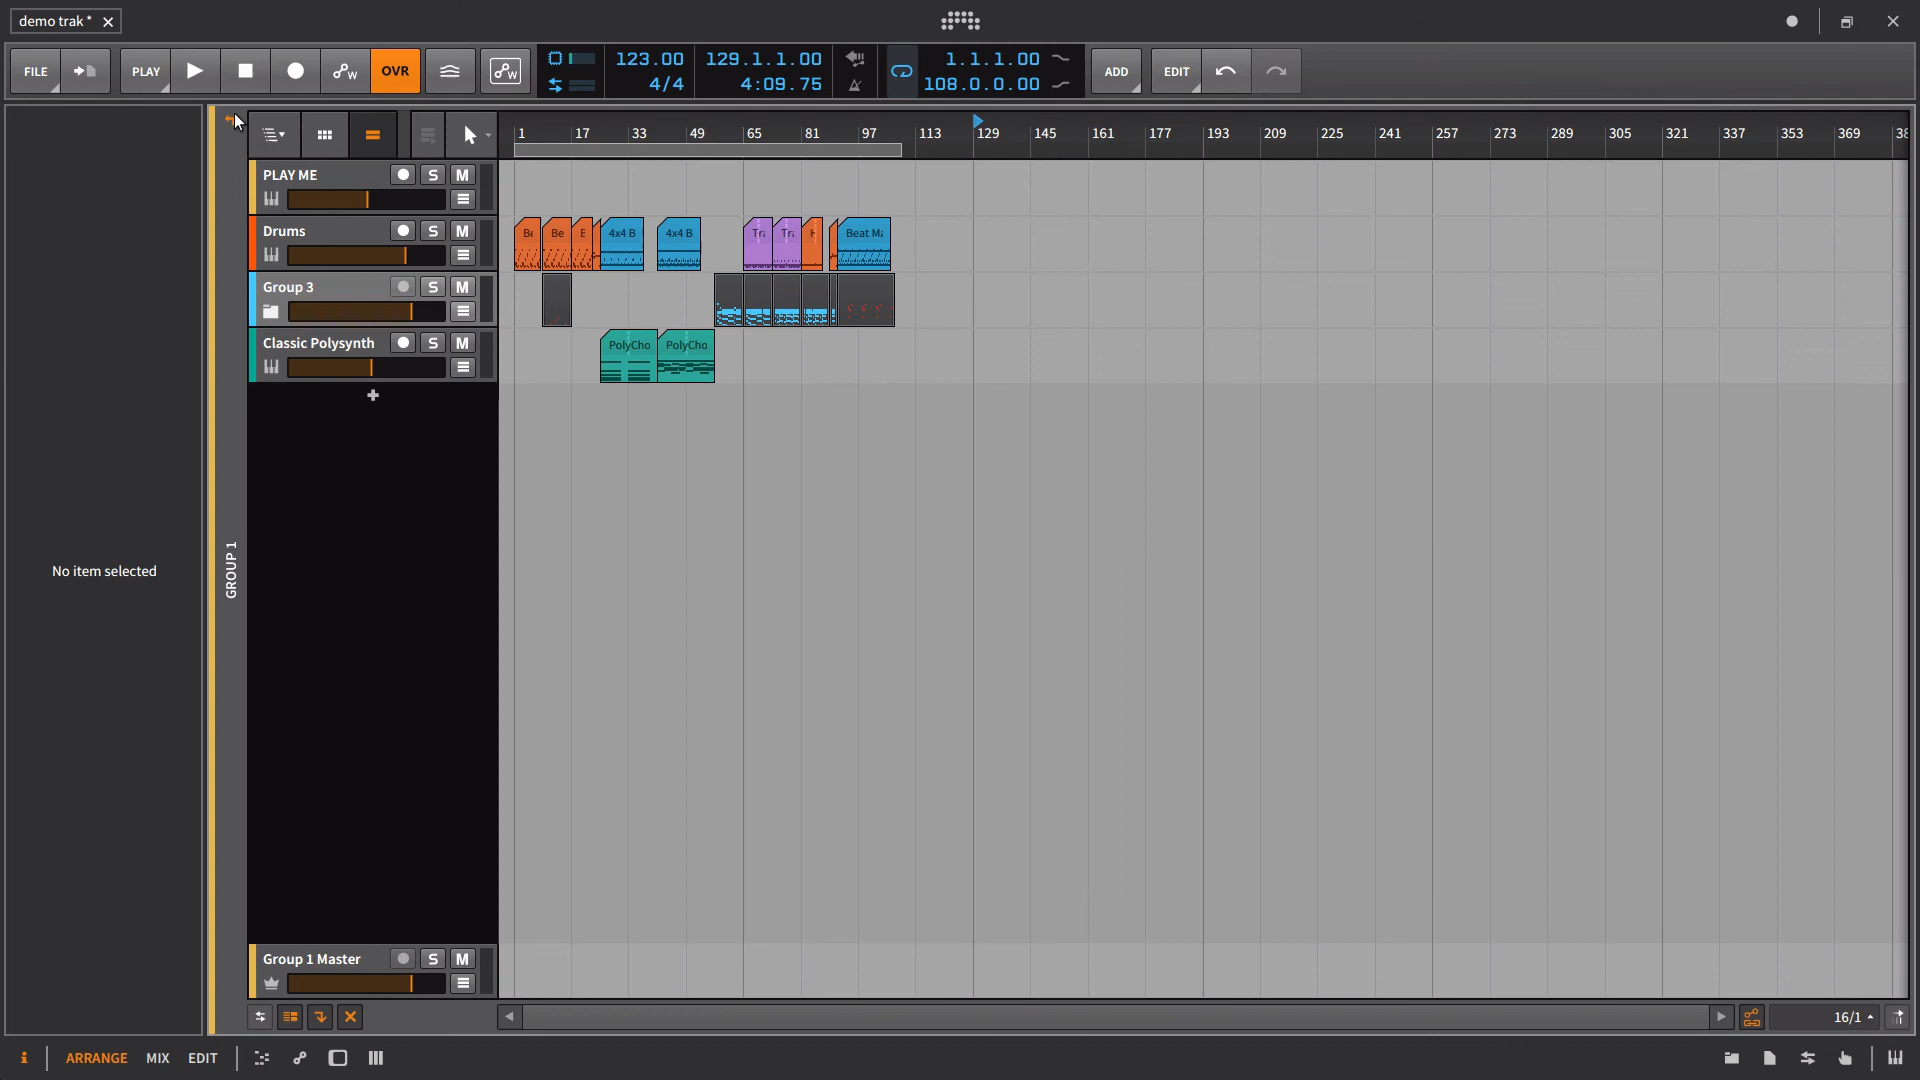 demo trak *
FILE
PLAY
OVR
123.00
4/4
129.1.1.00
4:09.75
1.1.1.00
108.0.0.00
ADD
EDIT
1 17 33 49 65 81 97 113 129 145 161 177 193 209 225 241 257 273 289 305 321 337 353 369
PLAY ME S M
Drums S M
Be 4x4 B 4x4 B Tra Tra Beat Ma
Group 3 S M
Classic Polysynth S M
PolyCho PolyCho
No item selected
GROUP 1
Group 1 Master S M
16/1
ARRANGE MIX EDIT